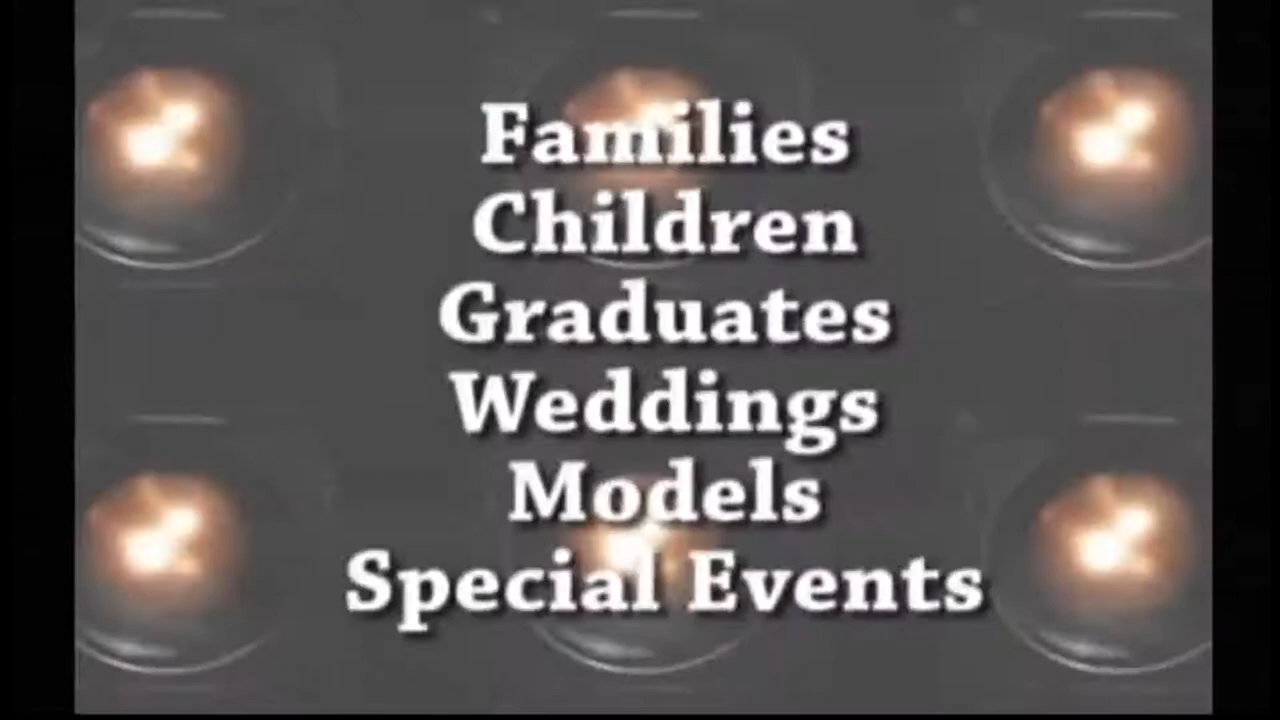 Families
Children
Graduates
Weddings
Models
Special Events